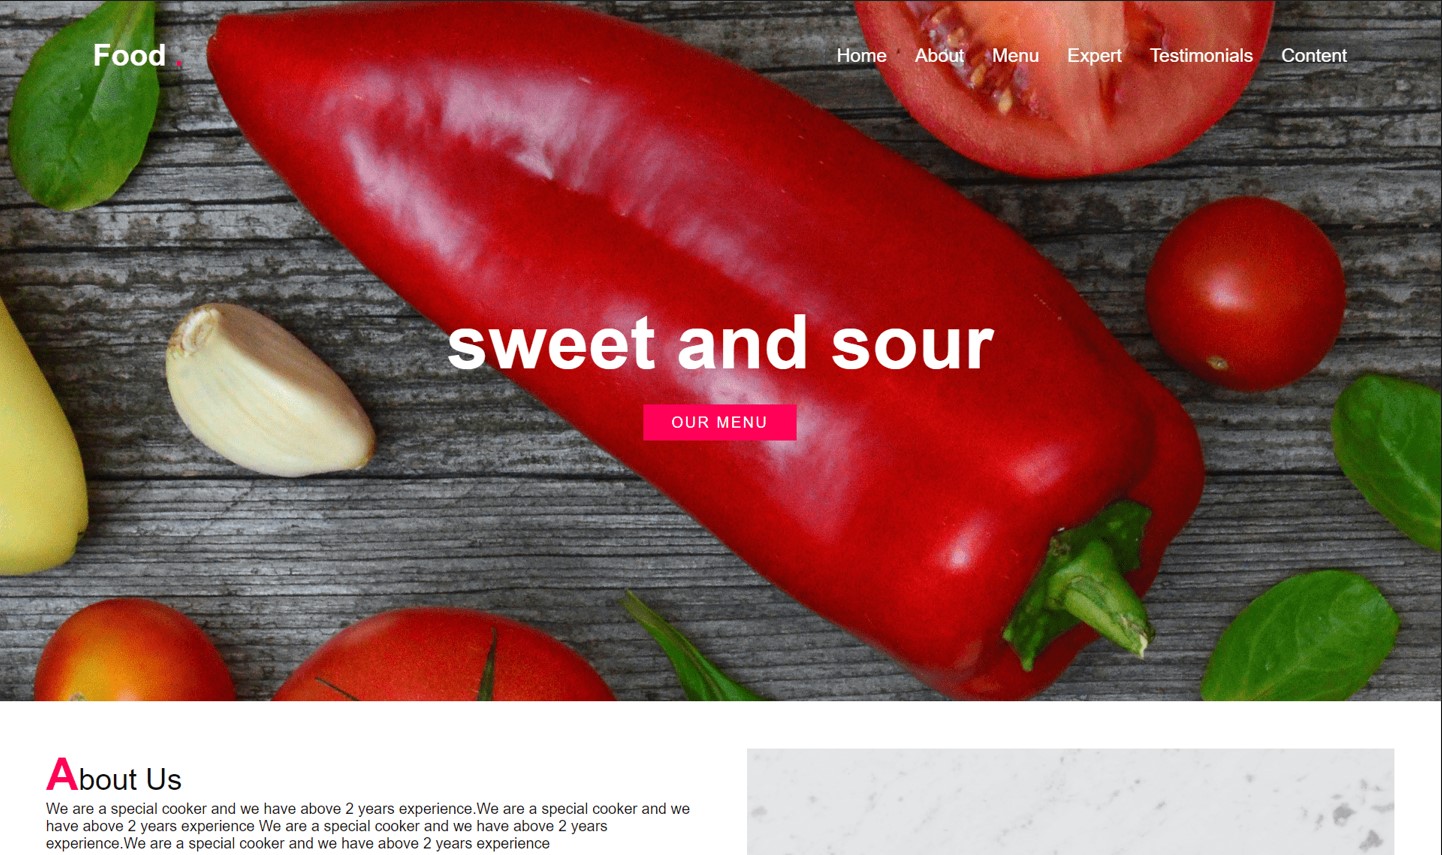 Food .
Home About Menu Expert Testimonials Content
sweet and sour
OUR MENU
About Us
We are a special cooker and we have above 2 years experience.We are a special cooker and we
have above 2 years experience We are a special cooker and we have above 2 years
experience.We are a special cooker and we have above 2 years experience